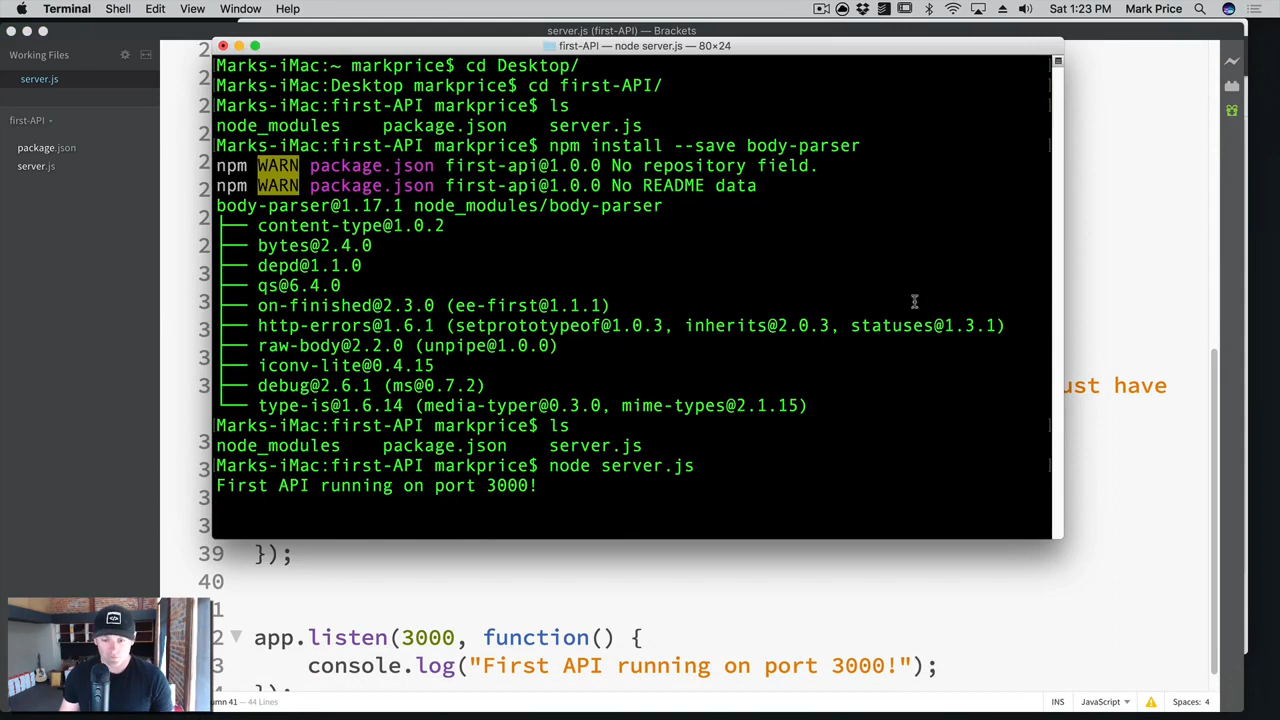 Terminal Shell Edit View Window Help Sat 1:23 PM Mark Price
server.js (first-API) — Brackets
Working Files
server.js
first-API
package.json
server.js
first-API — node server.js — 80×24
Marks-iMac:~ markprice$ cd Desktop/
Marks-iMac:Desktop markprice$ cd first-API/
Marks-iMac:first-API markprice$ ls
node_modules package.json server.js
Marks-iMac:first-API markprice$ npm install --save body-parser
npm WARN package.json first-api@1.0.0 No repository field.
npm WARN package.json first-api@1.0.0 No README data
body-parser@1.17.1 node_modules/body-parser
├── content-type@1.0.2
├── bytes@2.4.0
├── depd@1.1.0
├── qs@6.4.0
├── on-finished@2.3.0 (ee-first@1.1.1)
├── http-errors@1.6.1 (setprototypeof@1.0.3, inherits@2.0.3, statuses@1.3.1)
├── raw-body@2.2.0 (unpipe@1.0.0)
├── iconv-lite@0.4.15
├── debug@2.6.1 (ms@0.7.2)
└── type-is@1.6.14 (media-typer@0.3.0, mime-types@2.1.15)
Marks-iMac:first-API markprice$ ls
node_modules package.json server.js
Marks-iMac:first-API markprice$ node server.js
First API running on port 3000!
ust have
39 });
40
app.listen(3000, function() {
console.log("First API running on port 3000!");
});
umn 41 — 44 Lines INS JavaScript Spaces: 4